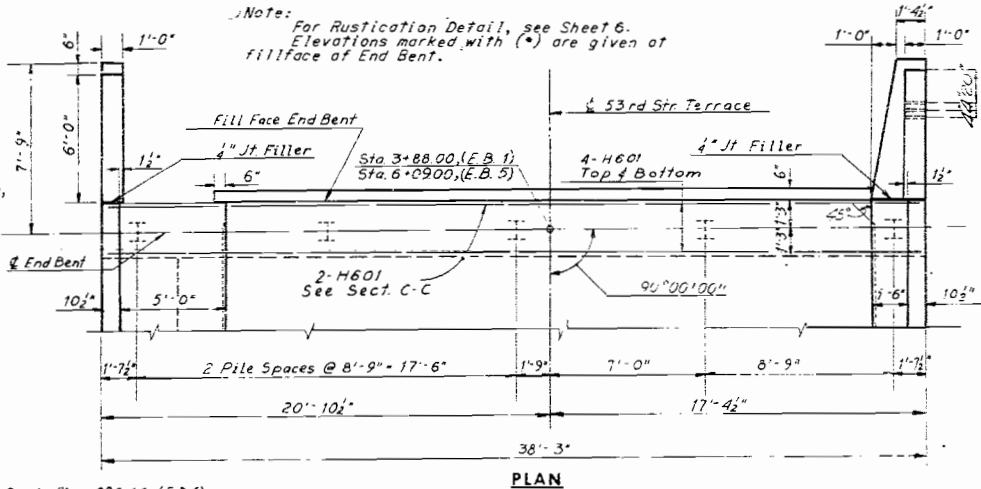 Note:
For Rustication Detail, see Sheet 6.
Elevations marked with (*) are given at
fillface of End Bent.
1'-4½"
6"
1'-0"
1'-0"
1'-0"
7'-9"
6'-0"
℄ 53rd Str. Terrace
Fill Face End Bent
¼" Jt. Filler
1½"
6"
Sta. 3+88.00, (E.B. 1)
Sta. 6+09.00, (E.B. 5)
4-H601
Top & Bottom
¼" Jt. Filler
6"
1½"
45°
1'-3"
1'-3"
℄ End Bent
2-H601
See Sect. C-C
90°00'00"
10½"
5'-0"
1'-6"
10½"
1'-7½"
2 Pile Spaces @ 8'-9" = 17'-6"
1'-9"
7'-0"
8'-9"
1'-7½"
20'-10½"
17'-4½"
38'-3"
PLAN